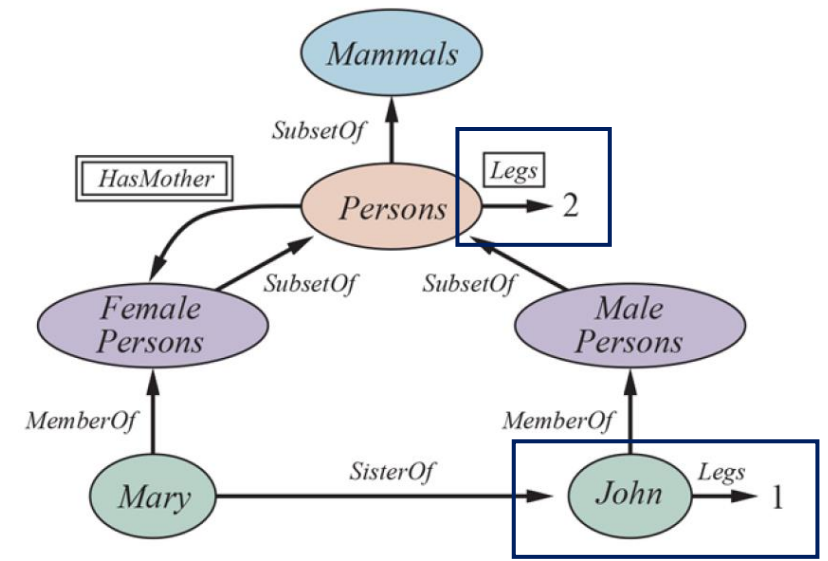 Mammals
SubsetOf
HasMother
Legs
Persons
2
SubsetOf
SubsetOf
Female
Persons
Male
Persons
MemberOf
MemberOf
SisterOf
Legs
Mary
John
1